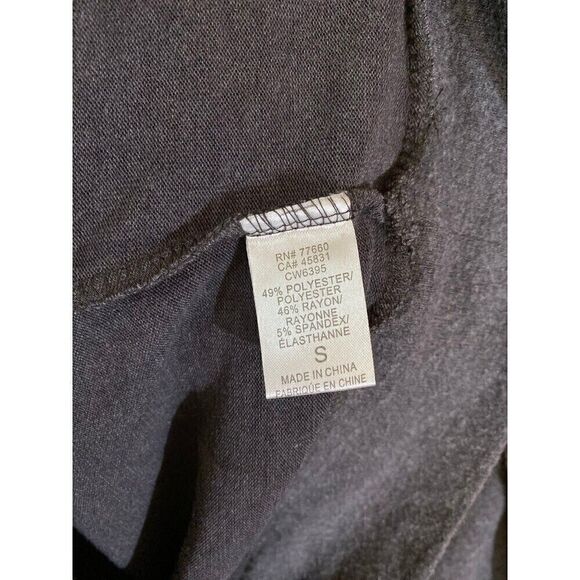 RN# 77660
CA# 45831
CW6395
49% POLYESTER/
POLYESTER
46% RAYON/
RAYONNE
5% SPANDEX/
ÉLASTHANNE
S
MADE IN CHINA
FABRIQUÉ EN CHINE